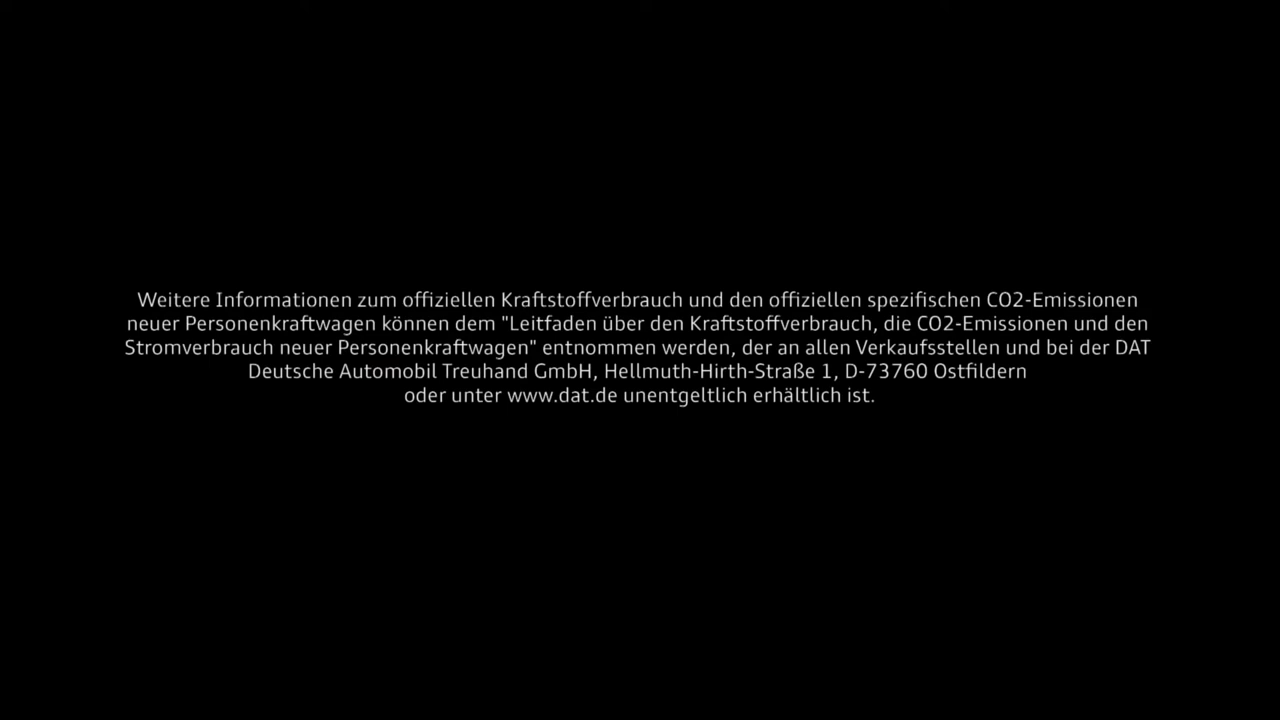 Weitere Informationen zum offiziellen Kraftstoffverbrauch und den offiziellen spezifischen CO2-Emissionen
neuer Personenkraftwagen können dem "Leitfaden über den Kraftstoffverbrauch, die CO2-Emissionen und den
Stromverbrauch neuer Personenkraftwagen" entnommen werden, der an allen Verkaufsstellen und bei der DAT
Deutsche Automobil Treuhand GmbH, Hellmuth-Hirth-Straße 1, D-73760 Ostfildern
oder unter www.dat.de unentgeltlich erhältlich ist.